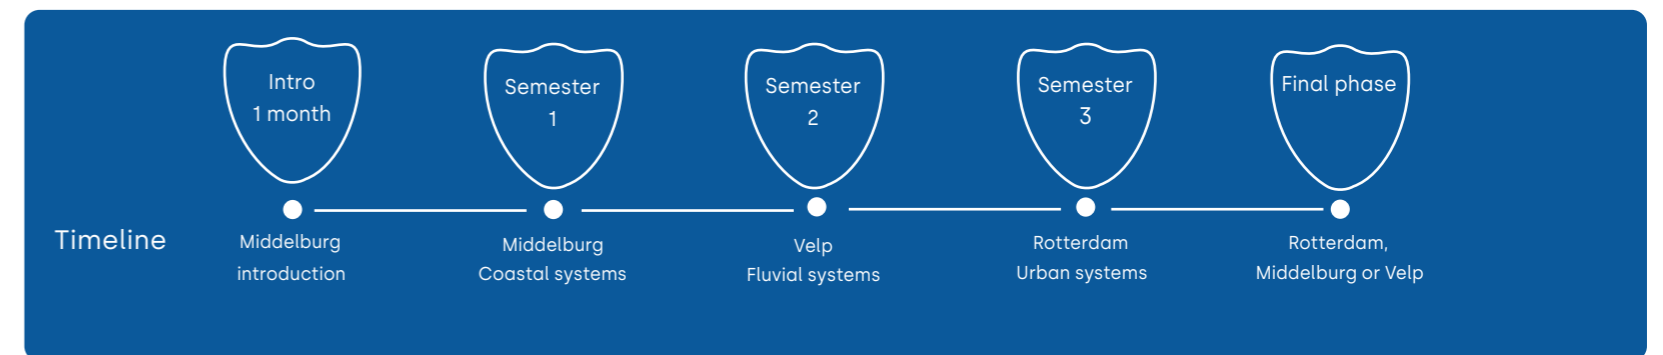 Intro
1 month
Semester
1
Semester
2
Semester
3
Final phase
Timeline
Middelburg
introduction
Middelburg
Coastal systems
Velp
Fluvial systems
Rotterdam
Urban systems
Rotterdam,
Middelburg or Velp